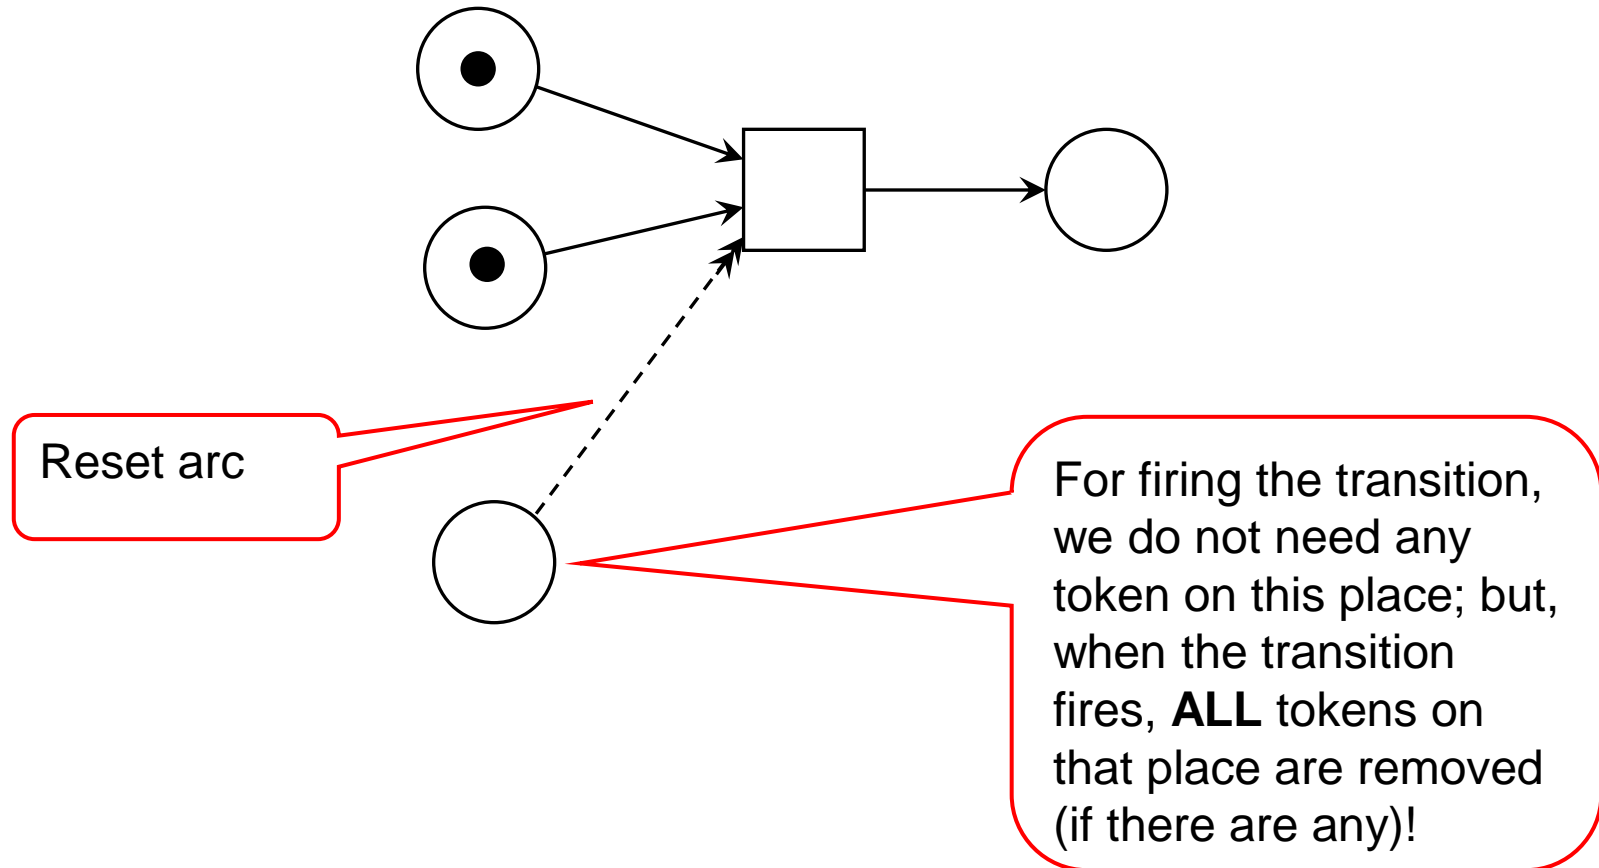 Reset arc
For firing the transition,
we do not need any
token on this place; but,
when the transition
fires, ALL tokens on
that place are removed
(if there are any)!